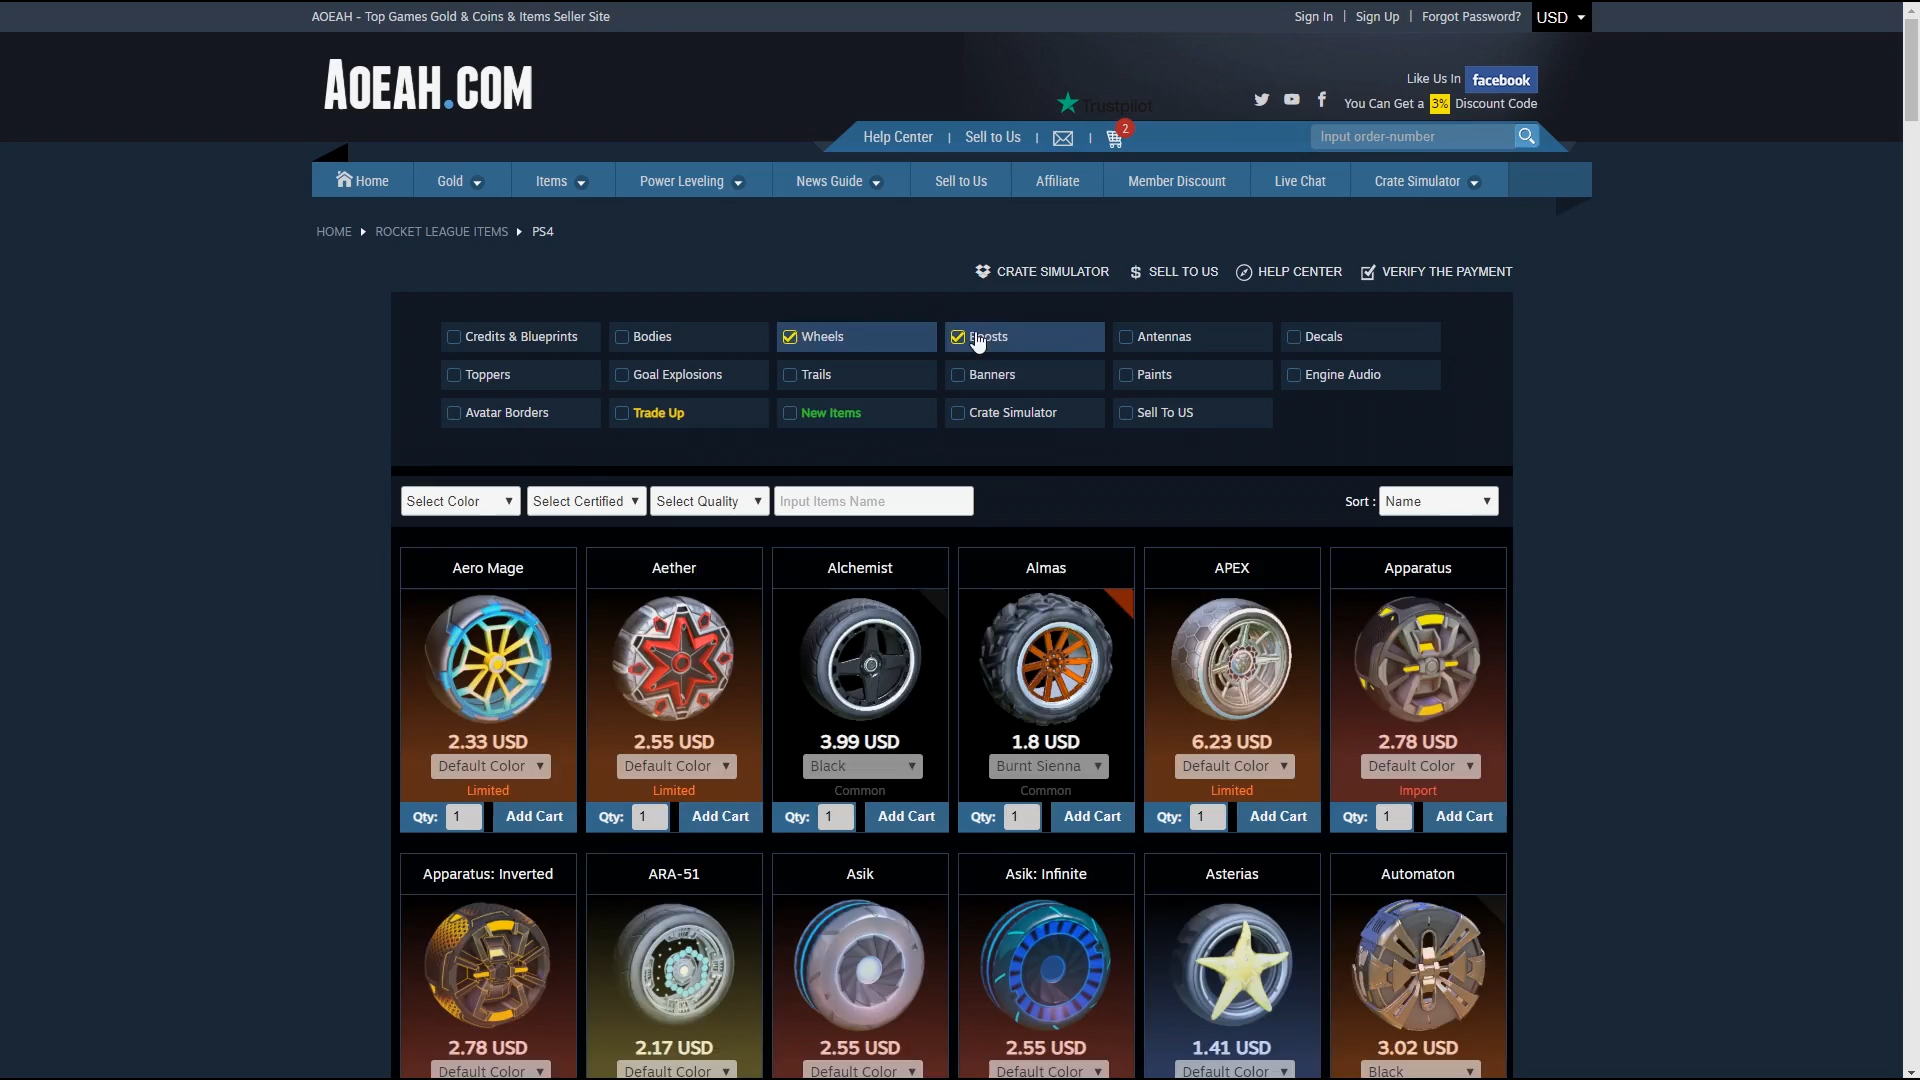 AOEAH - Top Games Gold & Coins & Items Seller Site
Sign In | Sign Up | Forgot Password? USD
AOEAH.COM
Like Us In facebook
Trustpilot
You Can Get a 3% Discount Code
Help Center | Sell to Us | | 2
Input order-number
Home Gold Items Power Leveling News Guide Sell to Us Affiliate Member Discount Live Chat Crate Simulator
HOME ROCKET LEAGUE ITEMS PS4
CRATE SIMULATOR $ SELL TO US HELP CENTER VERIFY THE PAYMENT
Credits & Blueprints Bodies Wheels Antennas Decals
Toppers Goal Explosions Trails Banners Paints Engine Audio
Avatar Borders Trade Up New Items Crate Simulator Sell To US
Select Color Select Certified Select Quality Input Items Name Sort : Name
Aero Mage Aether Alchemist Almas APEX Apparatus
2.33 USD 2.55 USD 3.99 USD 1.8 USD 6.23 USD 2.78 USD
Default Color Default Color Black Burnt Sienna Default Color Default Color
Limited Limited Common Common Limited Import
Qty: 1 Add Cart Qty: 1 Add Cart Qty: 1 Add Cart Qty: 1 Add Cart Qty: 1 Add Cart Qty: 1 Add Cart
Apparatus: Inverted ARA-51 Asik Asik: Infinite Asterias Automaton
2.78 USD 2.17 USD 2.55 USD 2.55 USD 1.41 USD 3.02 USD
Default Color Default Color Default Color Default Color Default Color Black